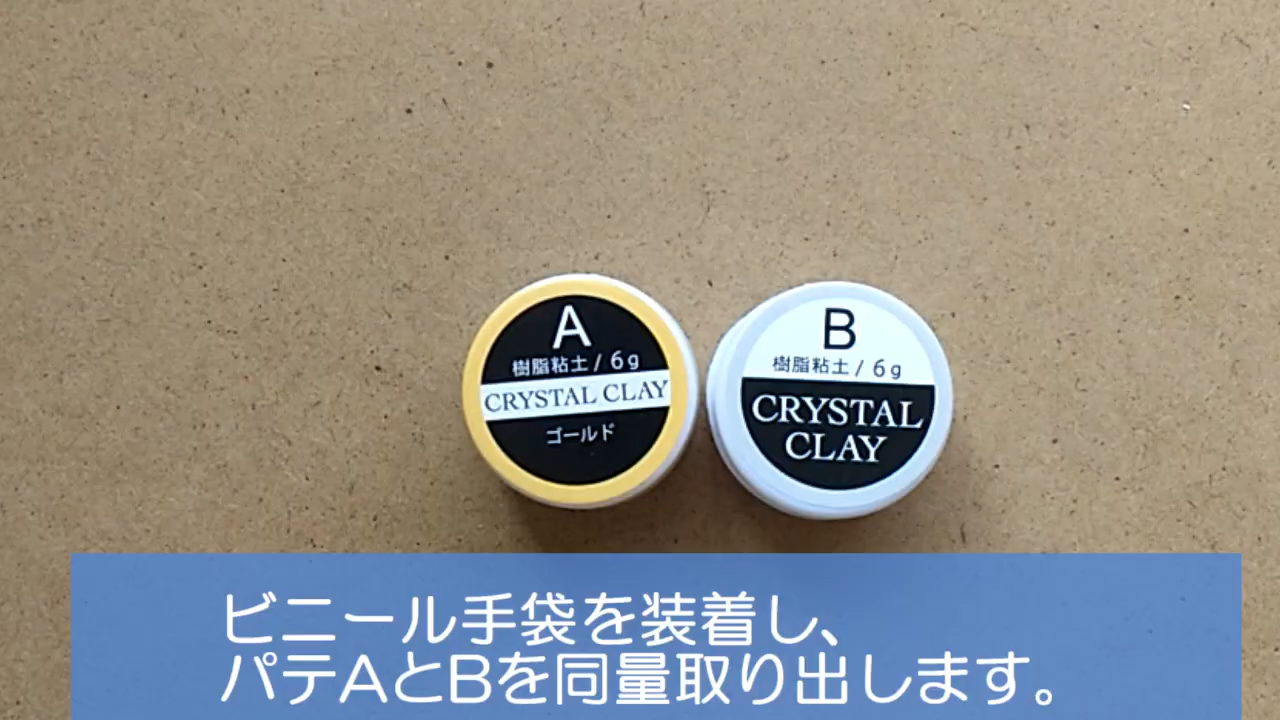 A
樹脂粘土 / 6g
CRYSTAL CLAY
ゴールド
B
樹脂粘土 / 6g
CRYSTAL
CLAY
ビニール手袋を装着し、
パテAとBを同量取り出します。